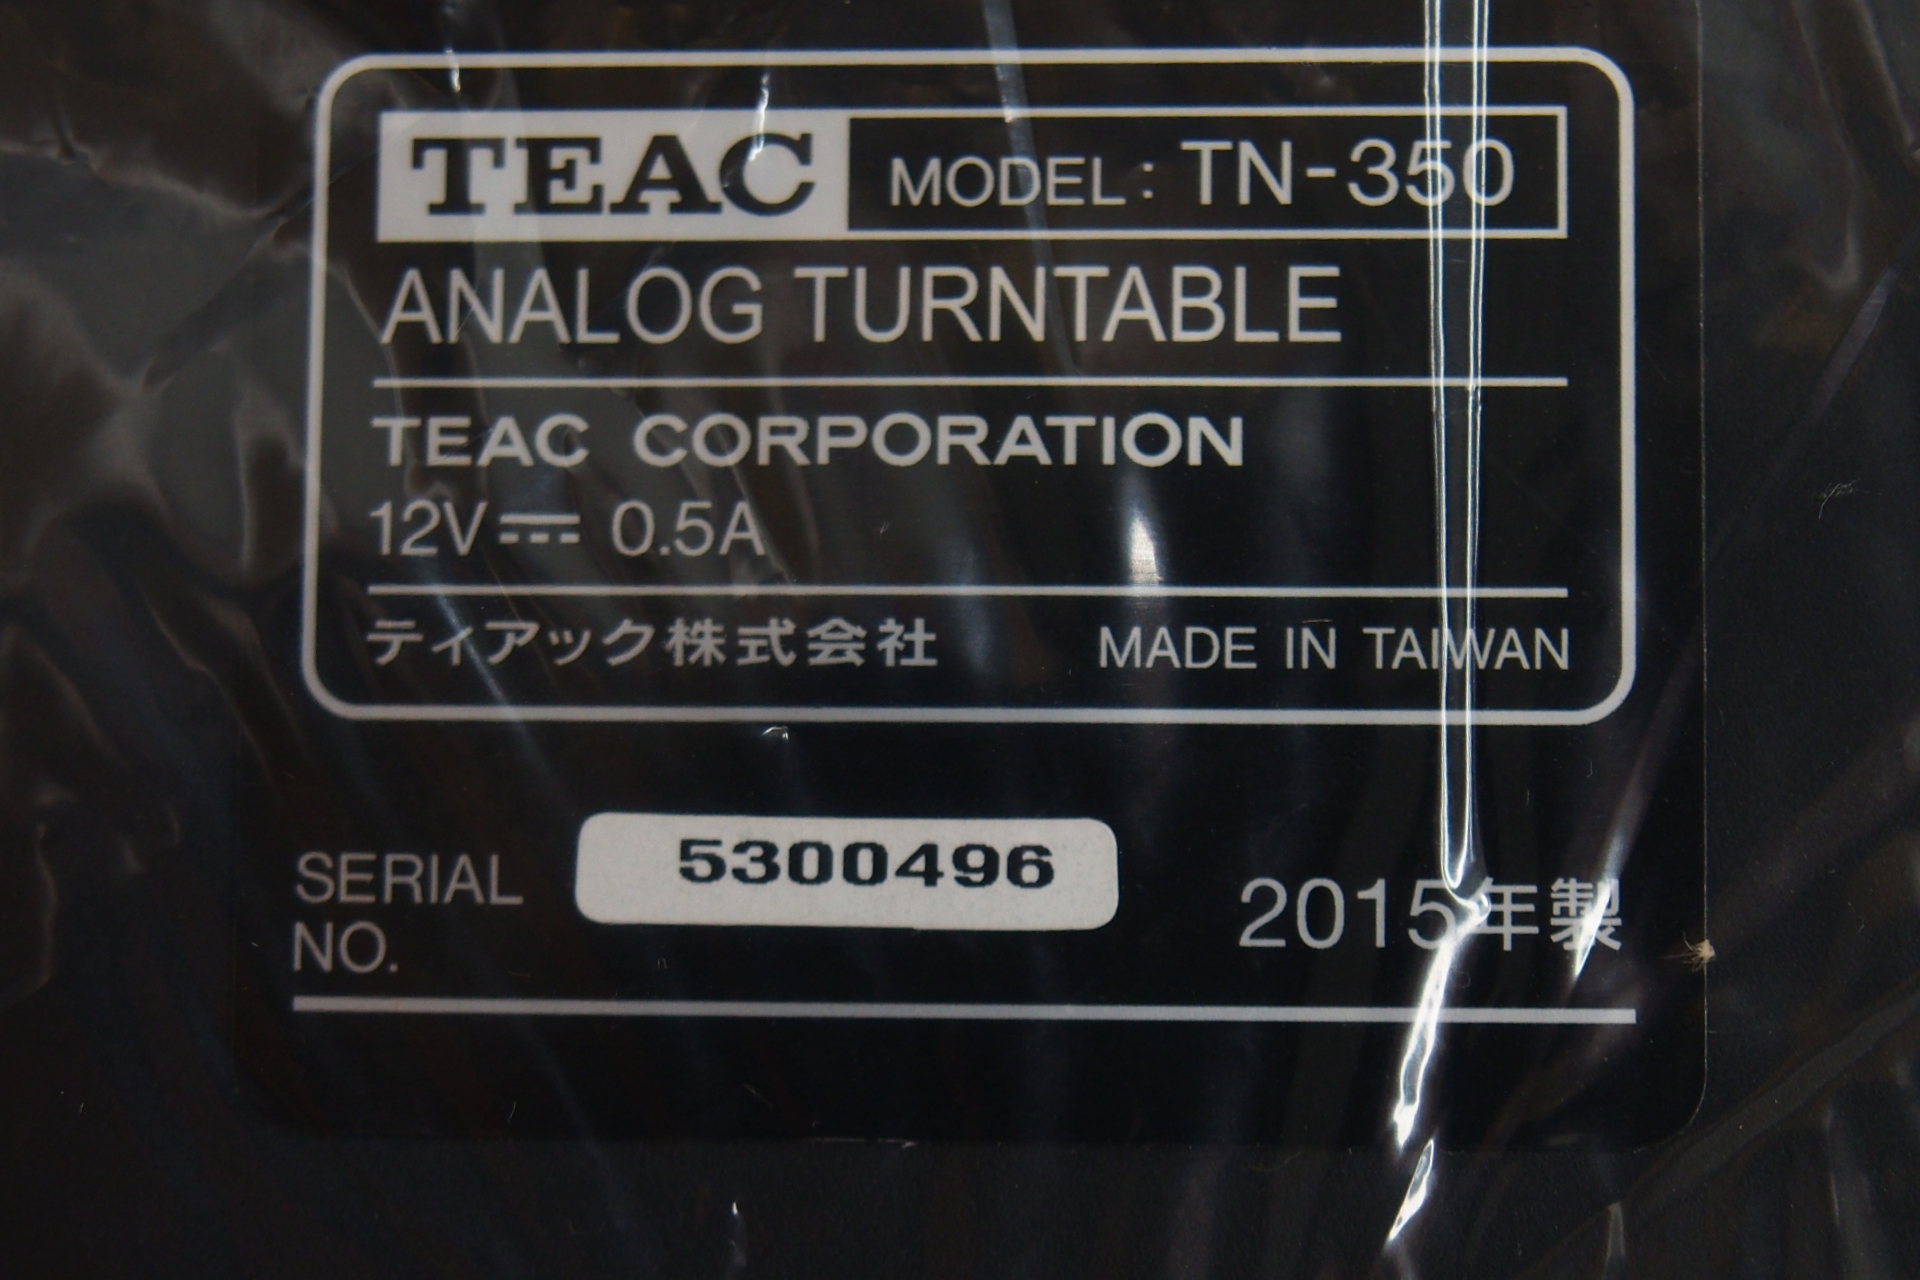 TEAC MODEL: TN-350
ANALOG TURNTABLE
TEAC CORPORATION
12V⎓ 0.5A
ティアック株式会社 MADE IN TAIWAN
SERIAL NO. 5300496 2015年製